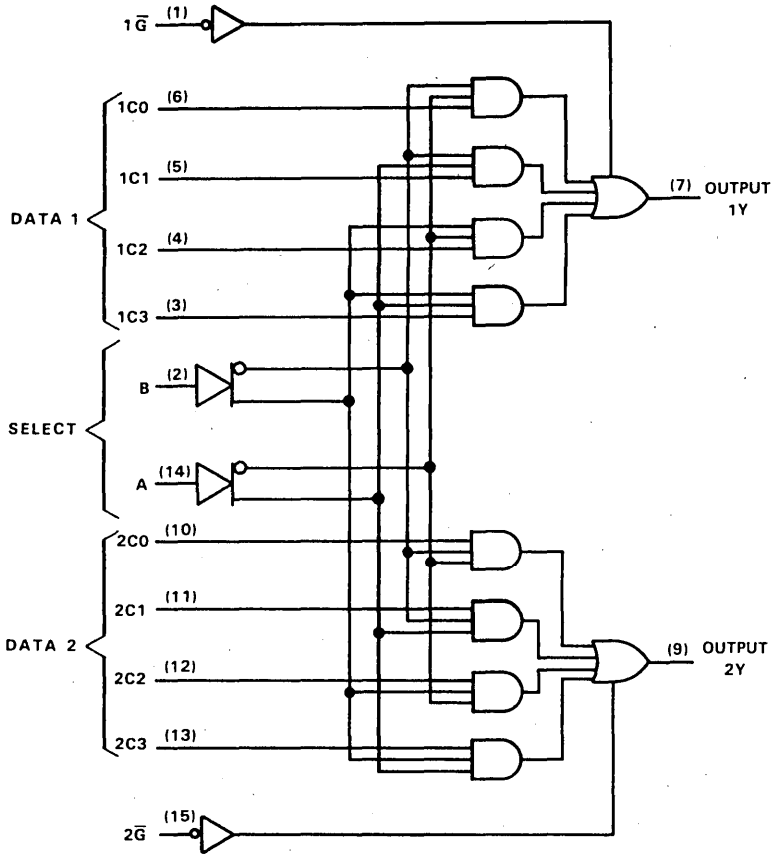 1G̅ (1)
1C0 (6)
1C1 (5)
DATA 1
1C2 (4)
1C3 (3)
(7) OUTPUT
1Y
B (2)
SELECT
A (14)
2C0 (10)
2C1 (11)
DATA 2
2C2 (12)
2C3 (13)
(9) OUTPUT
2Y
2G̅ (15)